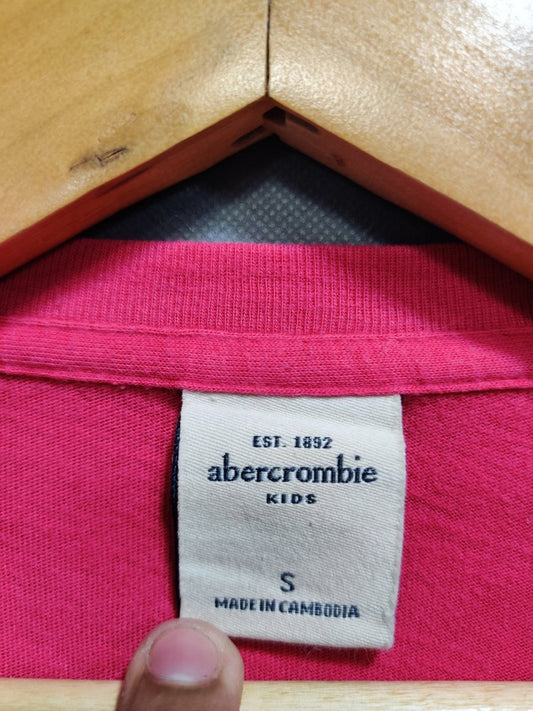 EST. 1892
abercrombie
KIDS
S
MADE IN CAMBODIA